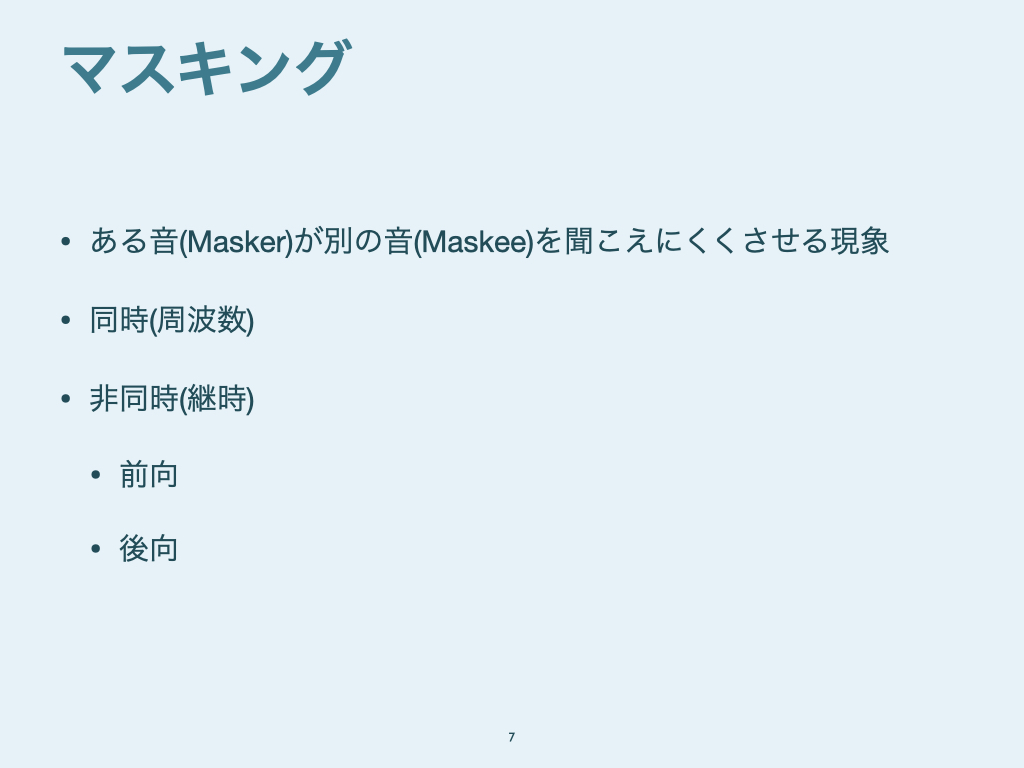 マスキング
• ある音(Masker)が別の音(Maskee)を聞こえにくくさせる現象
• 同時(周波数)
• 非同時(継時)
• 前向
• 後向
7